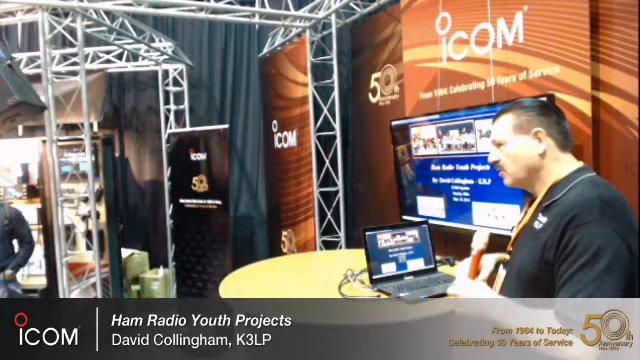 ICOM
From 1964: Celebrating 50 Years of Service
50th
Anniversary
ICOM
ICOM
50
50
Ham Radio Youth Projects
By: David Collingham - K3LP
ICOM
Ham Radio Youth Projects
David Collingham, K3LP
From 1964 to Today:
Celebrating 50 Years of Service
50th
Anniversary